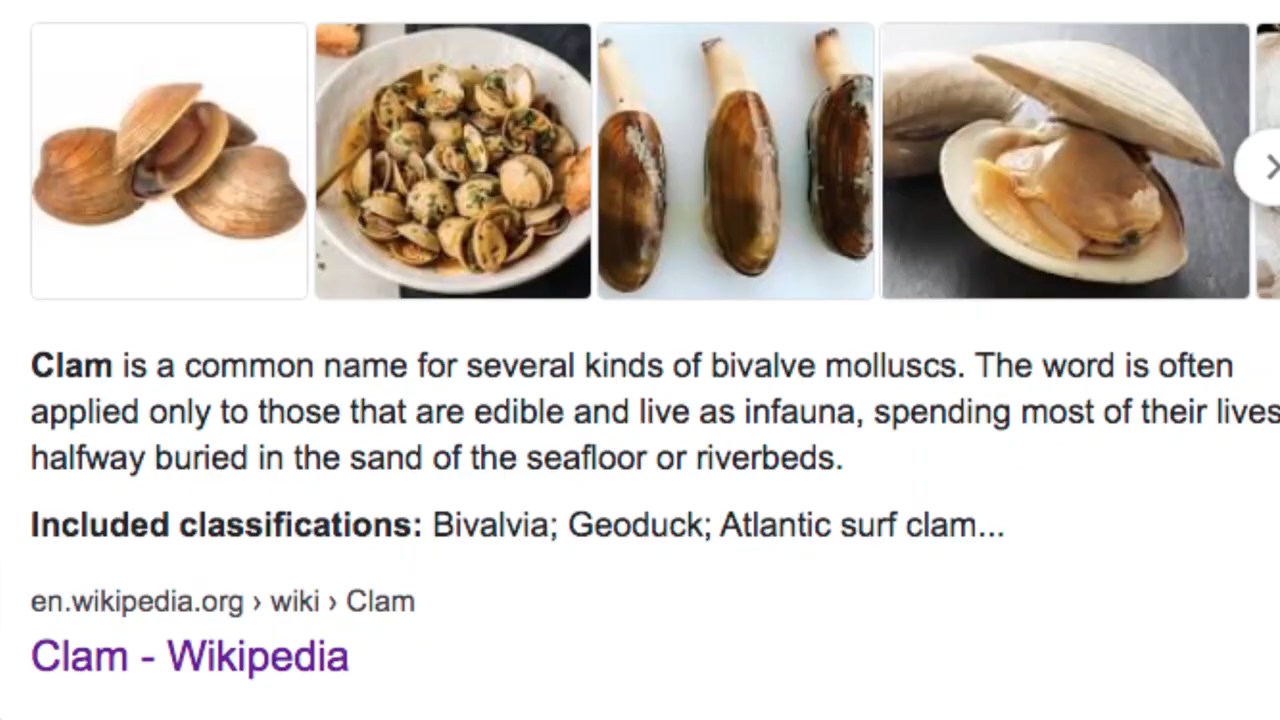 Clam is a common name for several kinds of bivalve molluscs. The word is often
applied only to those that are edible and live as infauna, spending most of their lives
halfway buried in the sand of the seafloor or riverbeds.
Included classifications: Bivalvia; Geoduck; Atlantic surf clam...
en.wikipedia.org › wiki › Clam
Clam - Wikipedia